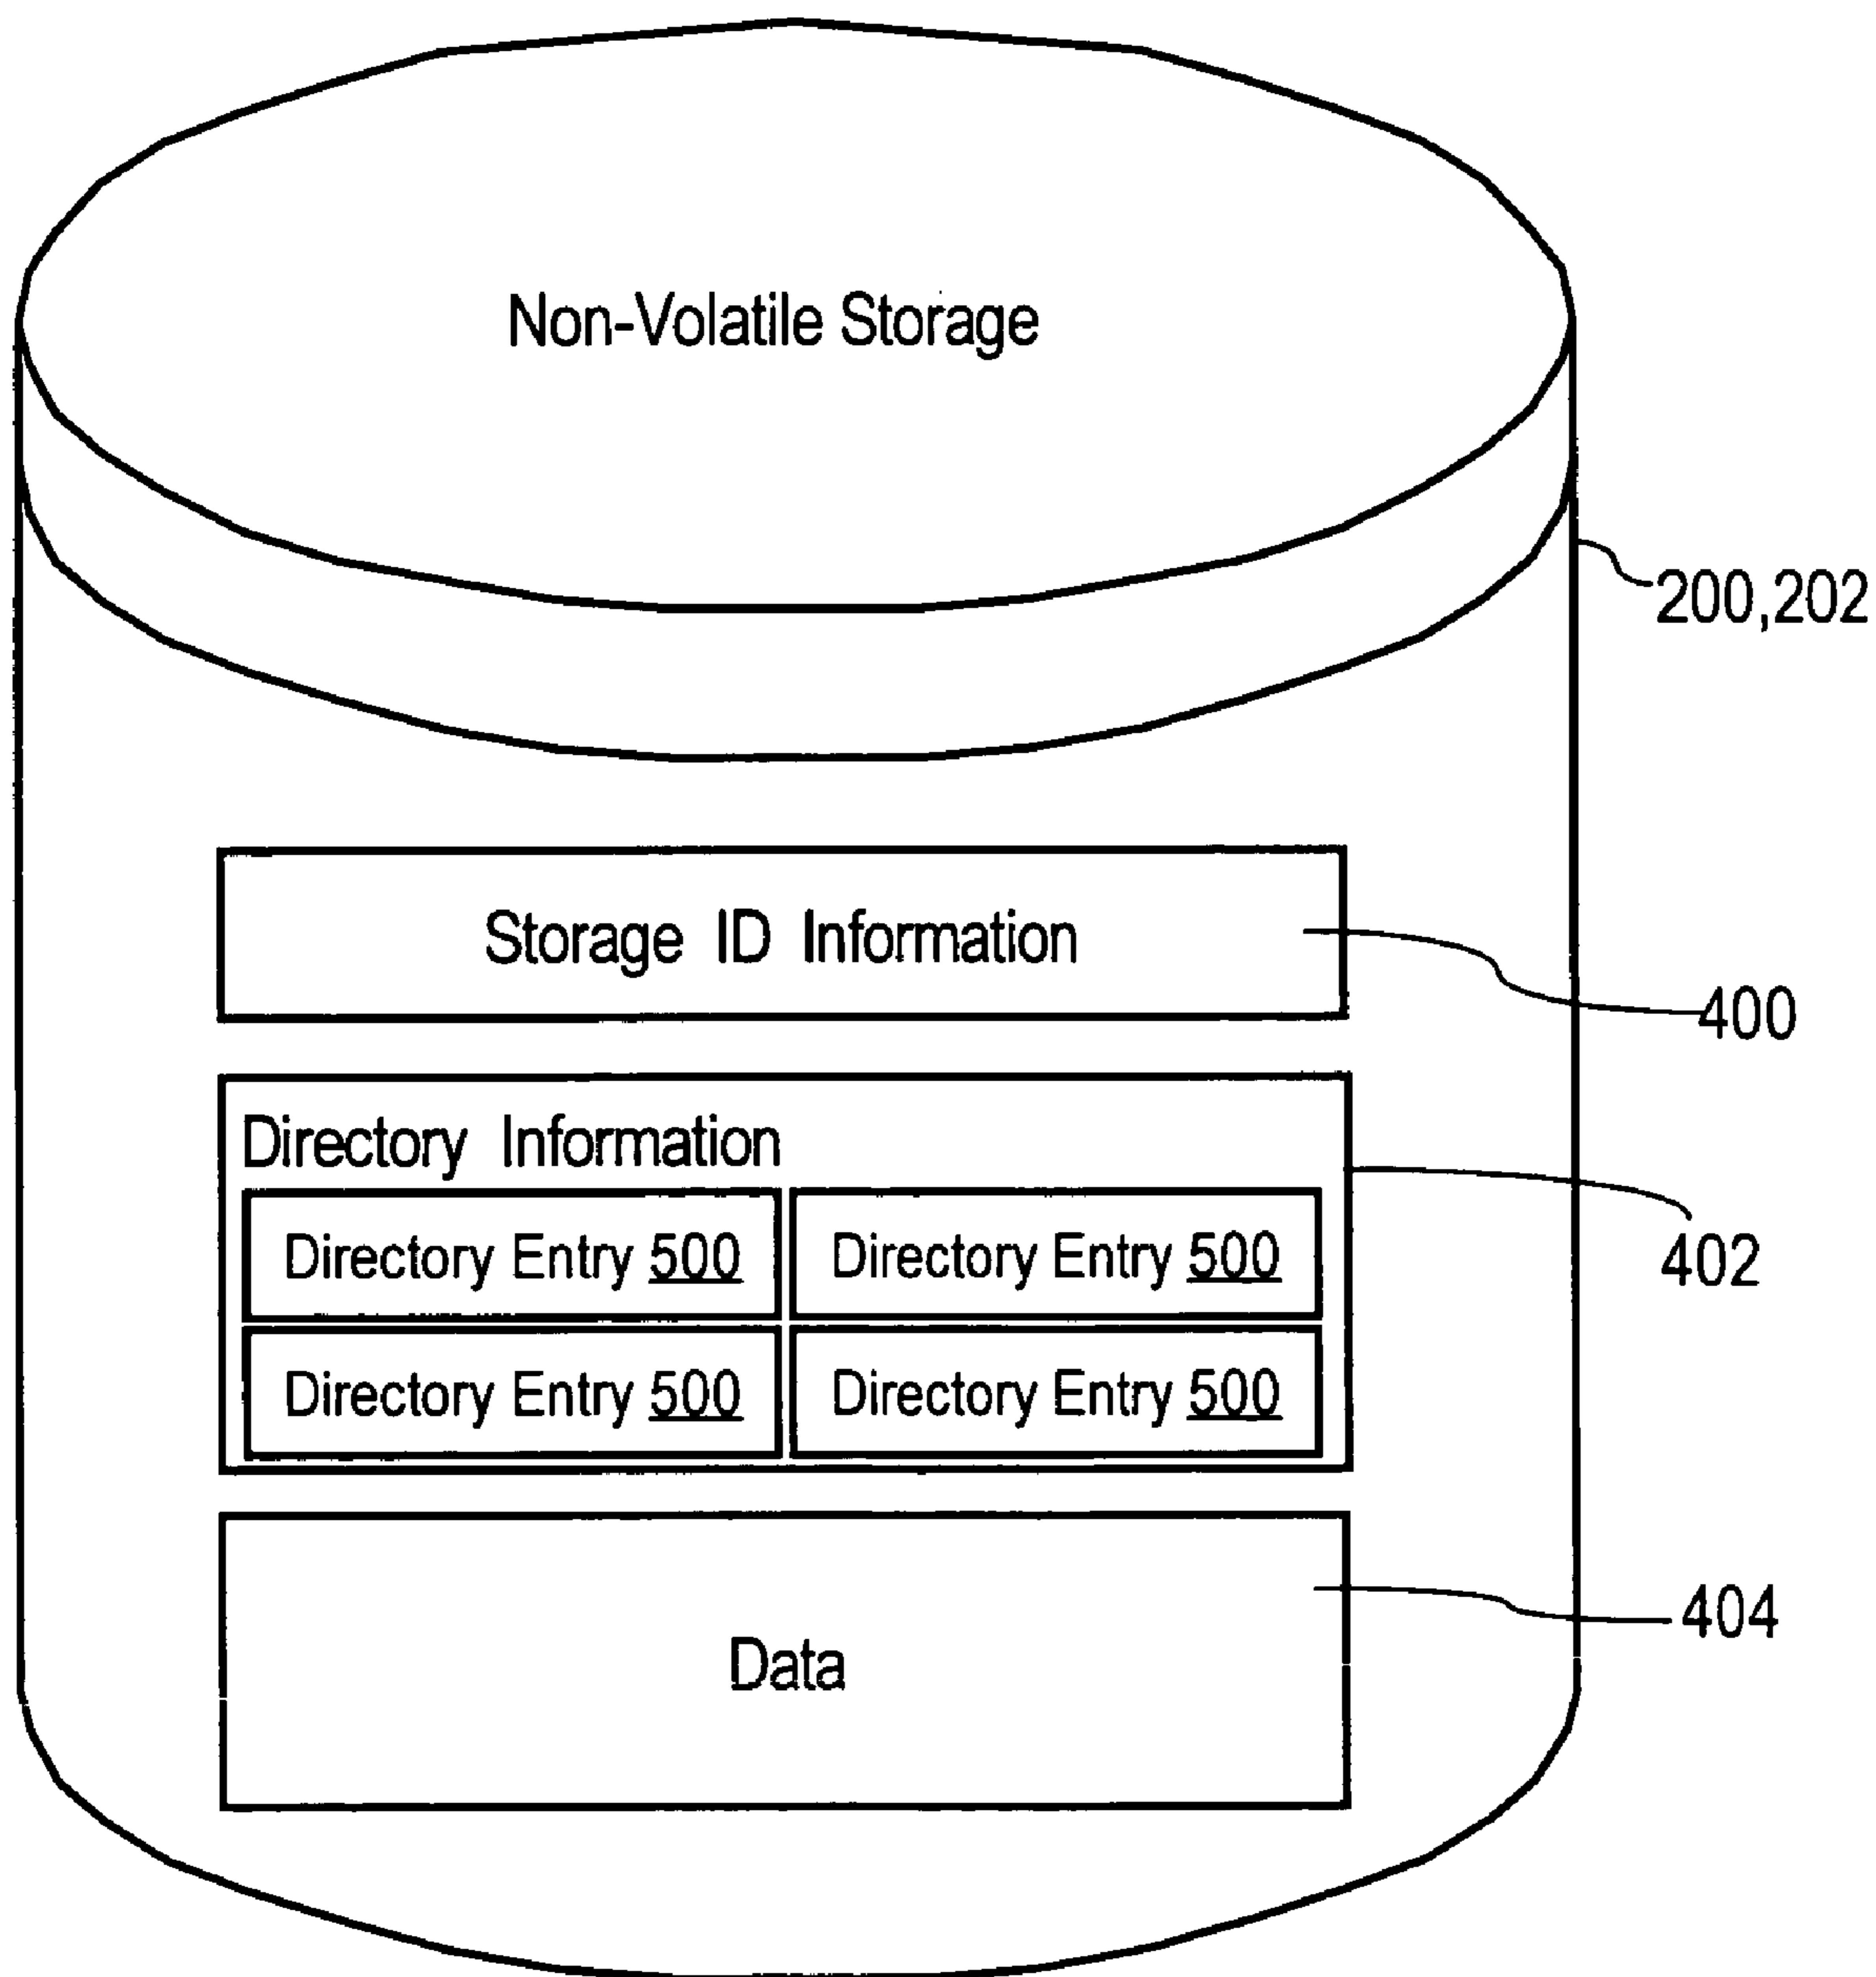 Non-Volatile Storage
200,202
Storage ID Information
400
Directory Information
402
Directory Entry 500
Directory Entry 500
Directory Entry 500
Directory Entry 500
404
Data